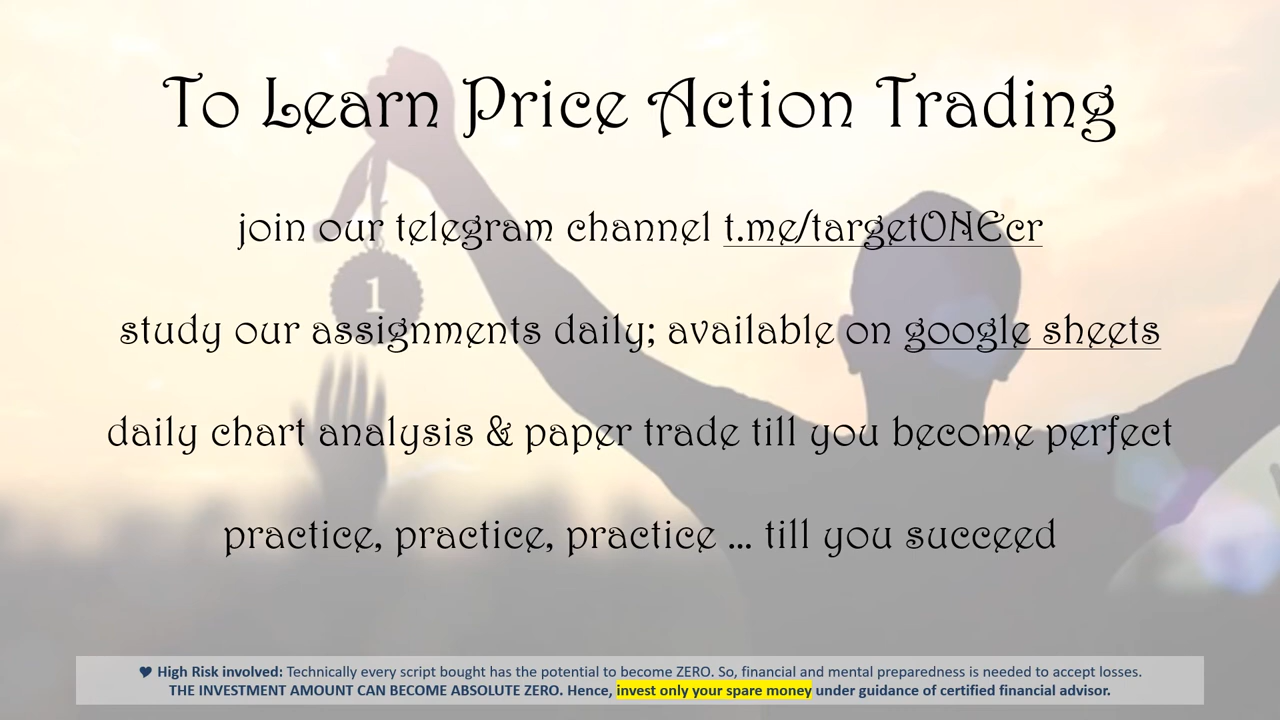 To Learn Price Action Trading
join our telegram channel t.me/targetONEcr
1
study our assignments daily; available on google sheets
daily chart analysis & paper trade till you become perfect
practice, practice, practice ... till you succeed
♥ High Risk involved: Technically every script bought has the potential to become ZERO. So, financial and mental preparedness is needed to accept losses.
THE INVESTMENT AMOUNT CAN BECOME ABSOLUTE ZERO. Hence, invest only your spare money under guidance of certified financial advisor.